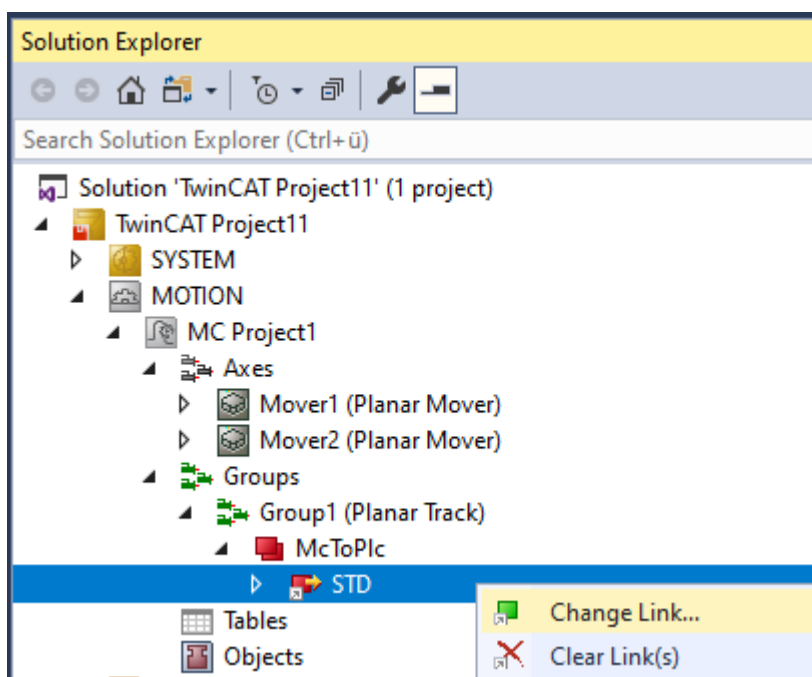 Solution Explorer
Search Solution Explorer (Ctrl+ü)
Solution 'TwinCAT Project11' (1 project)
TwinCAT Project11
SYSTEM
MOTION
MC Project1
Axes
Mover1 (Planar Mover)
Mover2 (Planar Mover)
Groups
Group1 (Planar Track)
McToPlc
STD
Change Link...
Tables
Clear Link(s)
Objects